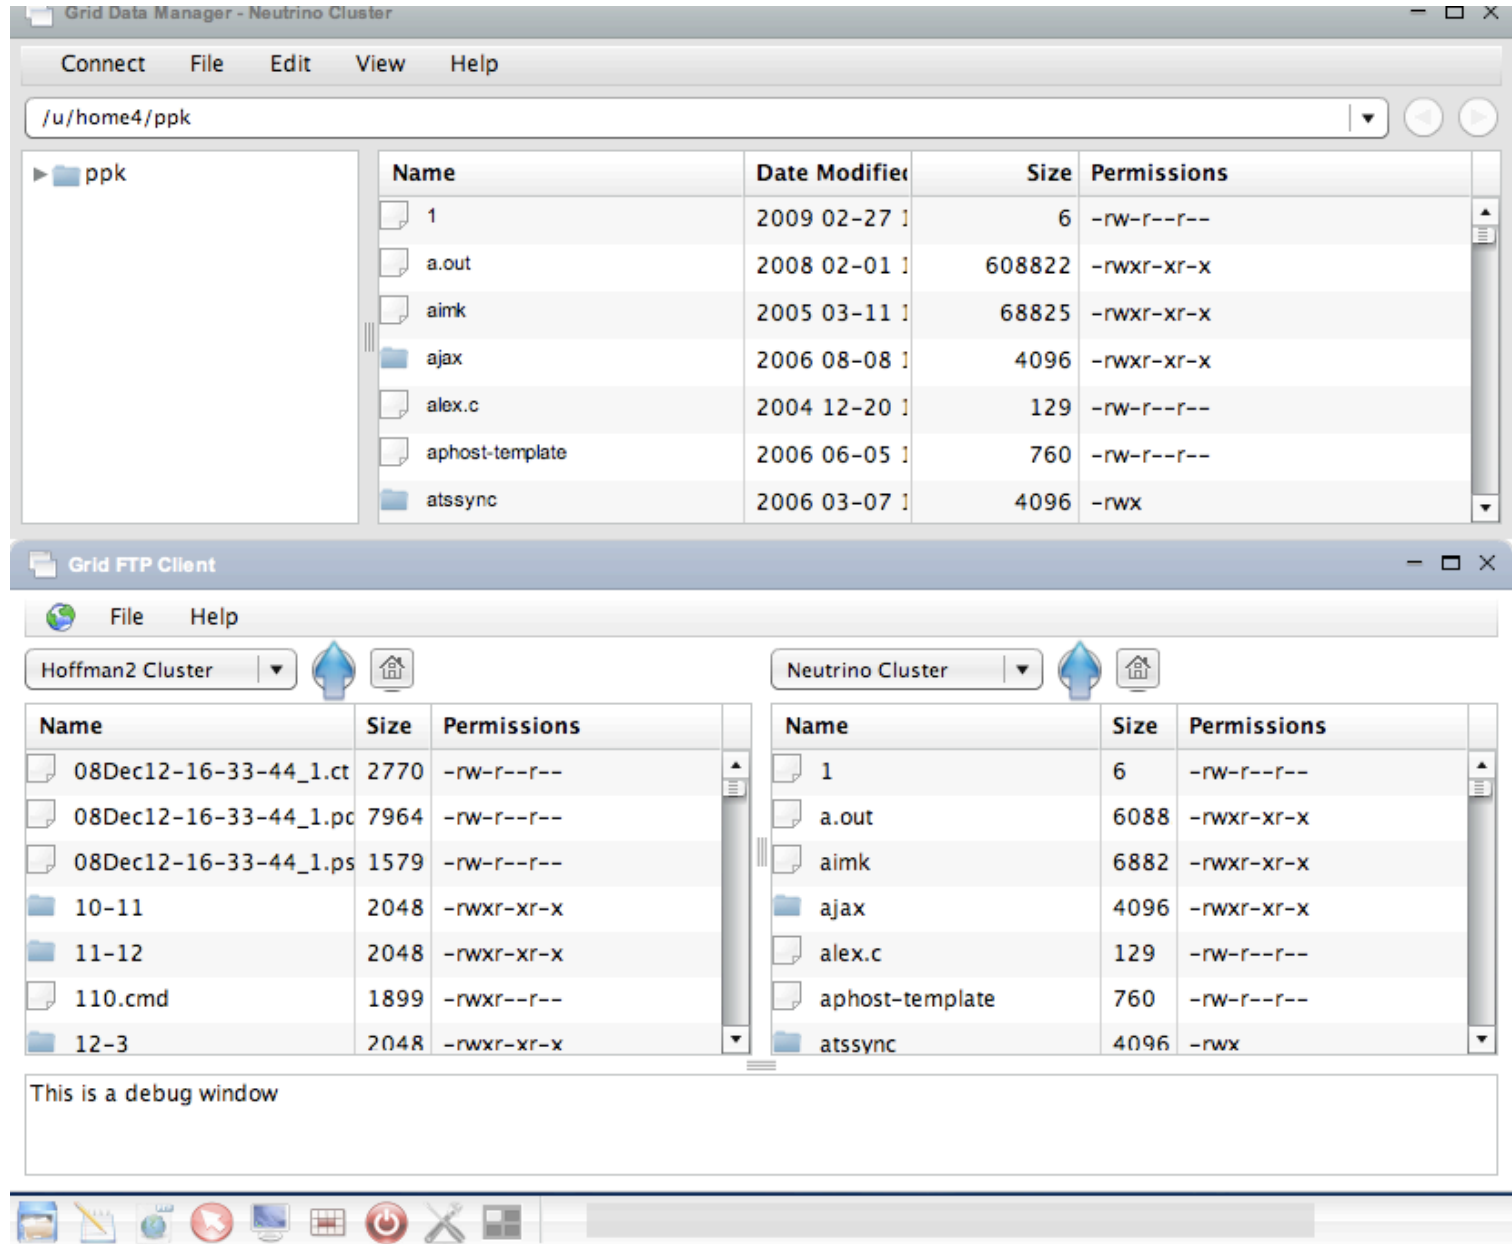 Grid Data Manager - Neutrino Cluster
Connect File Edit View Help
/u/home4/ppk
ppk
Name Date Modified Size Permissions
1 2009 02-27 1 6 -rw-r--r--
a.out 2008 02-01 1 608822 -rwxr-xr-x
aimk 2005 03-11 1 68825 -rwxr-xr-x
ajax 2006 08-08 1 4096 -rwxr-xr-x
alex.c 2004 12-20 1 129 -rw-r--r--
aphost-template 2006 06-05 1 760 -rw-r--r--
atssync 2006 03-07 1 4096 -rwx
Grid FTP Client
File Help
Hoffman2 Cluster
Name Size Permissions
08Dec12-16-33-44_1.ct 2770 -rw-r--r--
08Dec12-16-33-44_1.pc 7964 -rw-r--r--
08Dec12-16-33-44_1.ps 1579 -rw-r--r--
10-11 2048 -rwxr-xr-x
11-12 2048 -rwxr-xr-x
110.cmd 1899 -rwxr--r--
12-3 2048 -rwxr-xr-x
Neutrino Cluster
Name Size Permissions
1 6 -rw-r--r--
a.out 6088 -rwxr-xr-x
aimk 6882 -rwxr-xr-x
ajax 4096 -rwxr-xr-x
alex.c 129 -rw-r--r--
aphost-template 760 -rw-r--r--
atssync 4096 -rwx
This is a debug window